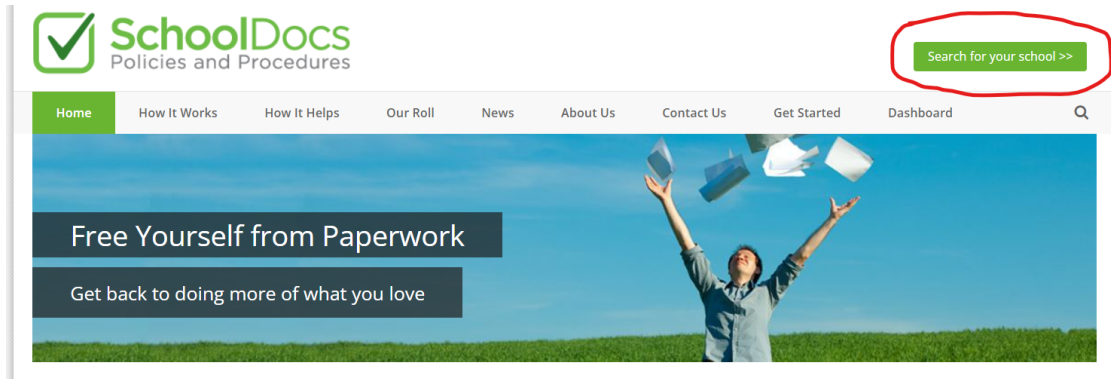 SchoolDocs
Policies and Procedures
Search for your school >>
Home How It Works How It Helps Our Roll News About Us Contact Us Get Started Dashboard
Free Yourself from Paperwork
Get back to doing more of what you love